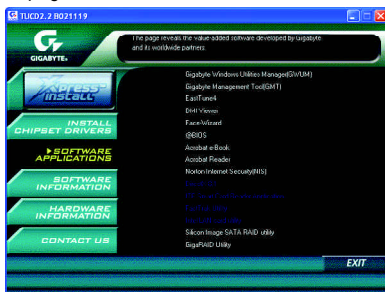 TUCD2.2 B021119
The page reveals the value-added software developed by Gigabyte
and its worldwide partners.
GIGABYTE
Xpress
INSTALL
INSTALL
CHIPSET DRIVERS
SOFTWARE
APPLICATIONS
SOFTWARE
INFORMATION
HARDWARE
INFORMATION
CONTACT US
Gigabyte Windows Utilities Manager(GWUM)
Gigabyte Management Tool(GMT)
EasiTune4
DMI Viewer
Face-Wizard
@BIOS
Acrobat e-Book
Acrobat Reader
Norton Internet Security(NIS)
Silicon Image SATA RAID utility
GigaRAID Utility
EXIT